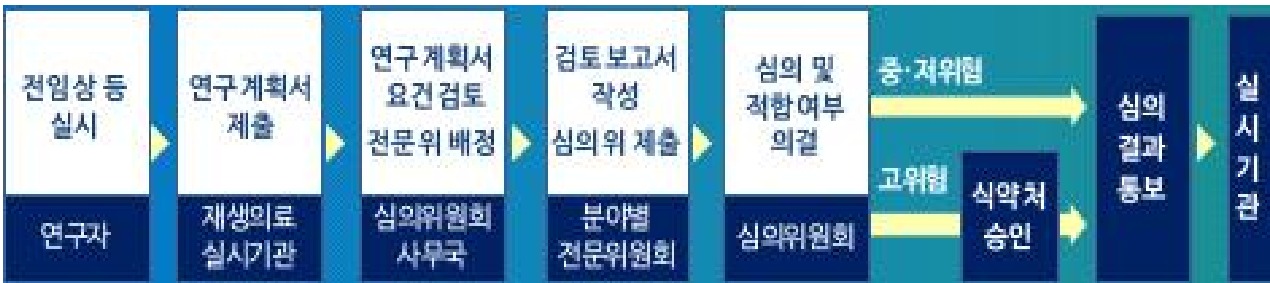 전임상 등
실시
연구자
연구계획서
제출
재생의료
실시기관
연구계획서
요건 검토
전문위 배정
심의위원회
사무국
검토보고서
작성
심의위 제출
분야별
전문위원회
심의 및
적합여부
의결
심의위원회
중·저위험
고위험
식약처
승인
심의
결과
통보
실
시
기
관